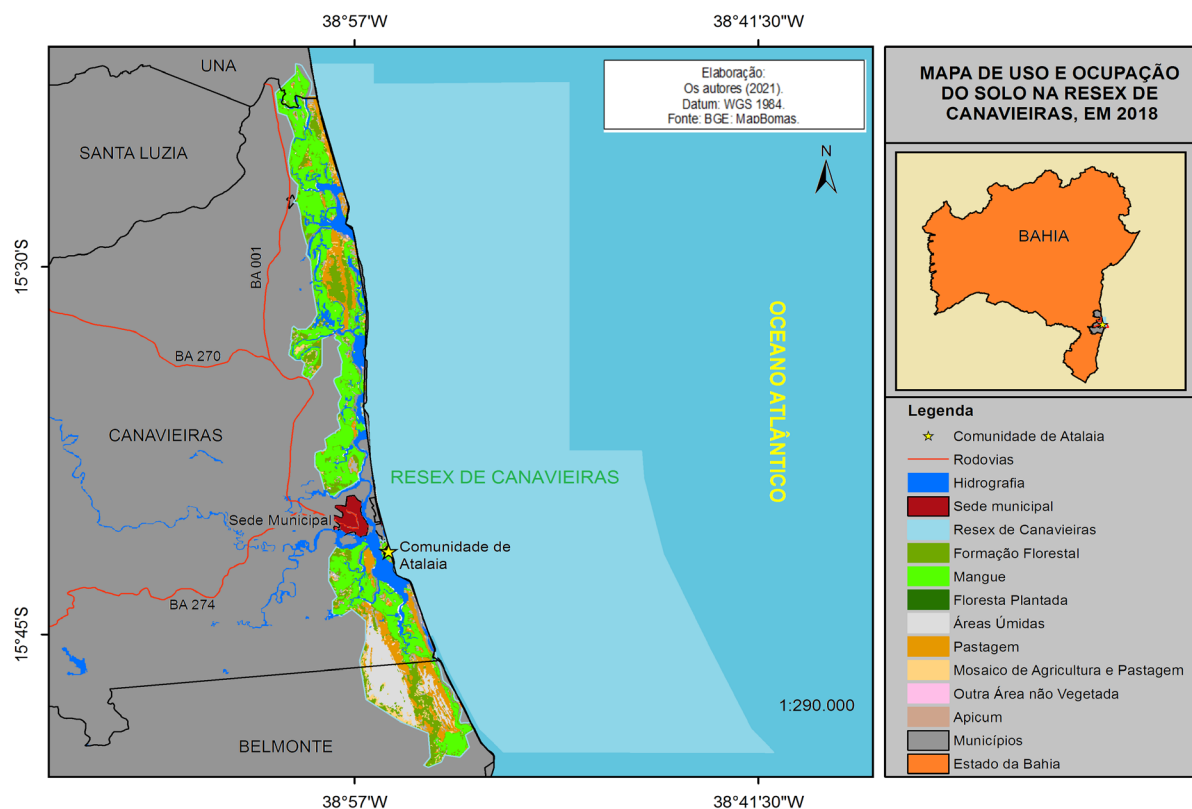 38°57'W
38°41'30"W
UNA
SANTA LUZIA
Elaboração:
Os autores (2021).
Datum: WGS 1984.
Fonte: BGE: MaoBomas.
N
15°30'S
BA 001
BA 270
CANAVIEIRAS
OCEANO ATLÂNTICO
RESEX DE CANAVIEIRAS
Sede Municipal
Comunidade de
Atalaia
BA 274
15°45'S
1:290.000
BELMONTE
38°57'W
38°41'30"W
MAPA DE USO E OCUPAÇÃO
DO SOLO NA RESEX DE
CANAVIEIRAS, EM 2018
BAHIA
Legenda
Comunidade de Atalaia
Rodovias
Hidrografia
Sede municipal
Resex de Canavieiras
Formação Florestal
Mangue
Floresta Plantada
Áreas Úmidas
Pastagem
Mosaico de Agricultura e Pastagem
Outra Área não Vegetada
Apicum
Municípios
Estado da Bahia